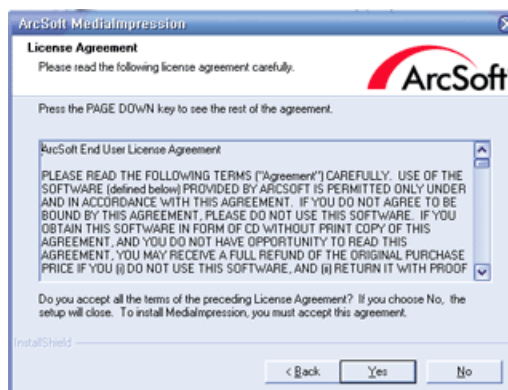 ArcSoft MediaImpression
License Agreement
Please read the following license agreement carefully.
ArcSoft
Press the PAGE DOWN key to see the rest of the agreement.
ArcSoft End User License Agreement
PLEASE READ THE FOLLOWING TERMS ("Agreement") CAREFULLY. USE OF THE
SOFTWARE (defined below) PROVIDED BY ARCSOFT IS PERMITTED ONLY UNDER
AND IN ACCORDANCE WITH THIS AGREEMENT. IF YOU DO NOT AGREE TO BE
BOUND BY THIS AGREEMENT, PLEASE DO NOT USE THIS SOFTWARE. IF YOU
OBTAIN THIS SOFTWARE IN FORM OF CD WITHOUT PRINT COPY OF THIS
AGREEMENT, AND YOU DO NOT HAVE OPPORTUNITY TO READ THIS
AGREEMENT, YOU MAY RECEIVE A FULL REFUND OF THE ORIGINAL PURCHASE
PRICE IF YOU (i) DO NOT USE THIS SOFTWARE, AND (ii) RETURN IT WITH PROOF
Do you accept all the terms of the preceding License Agreement? If you choose No, the
setup will close. To install MediaImpression, you must accept this agreement.
InstallShield
< Back Yes No